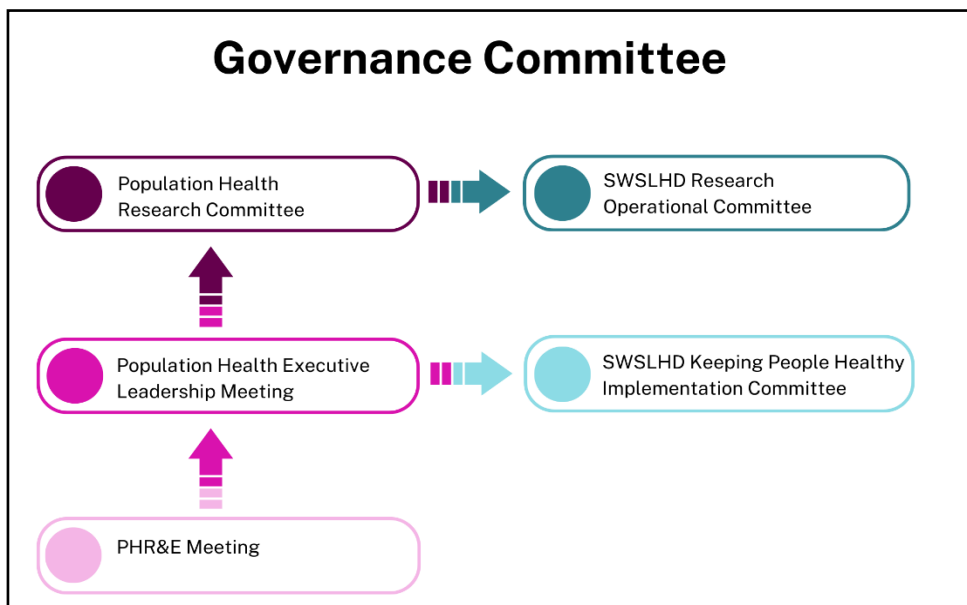 Governance Committee
Population Health
Research Committee
SWSLHD Research
Operational Committee
Population Health Executive
Leadership Meeting
SWSLHD Keeping People Healthy
Implementation Committee
PHR&E Meeting